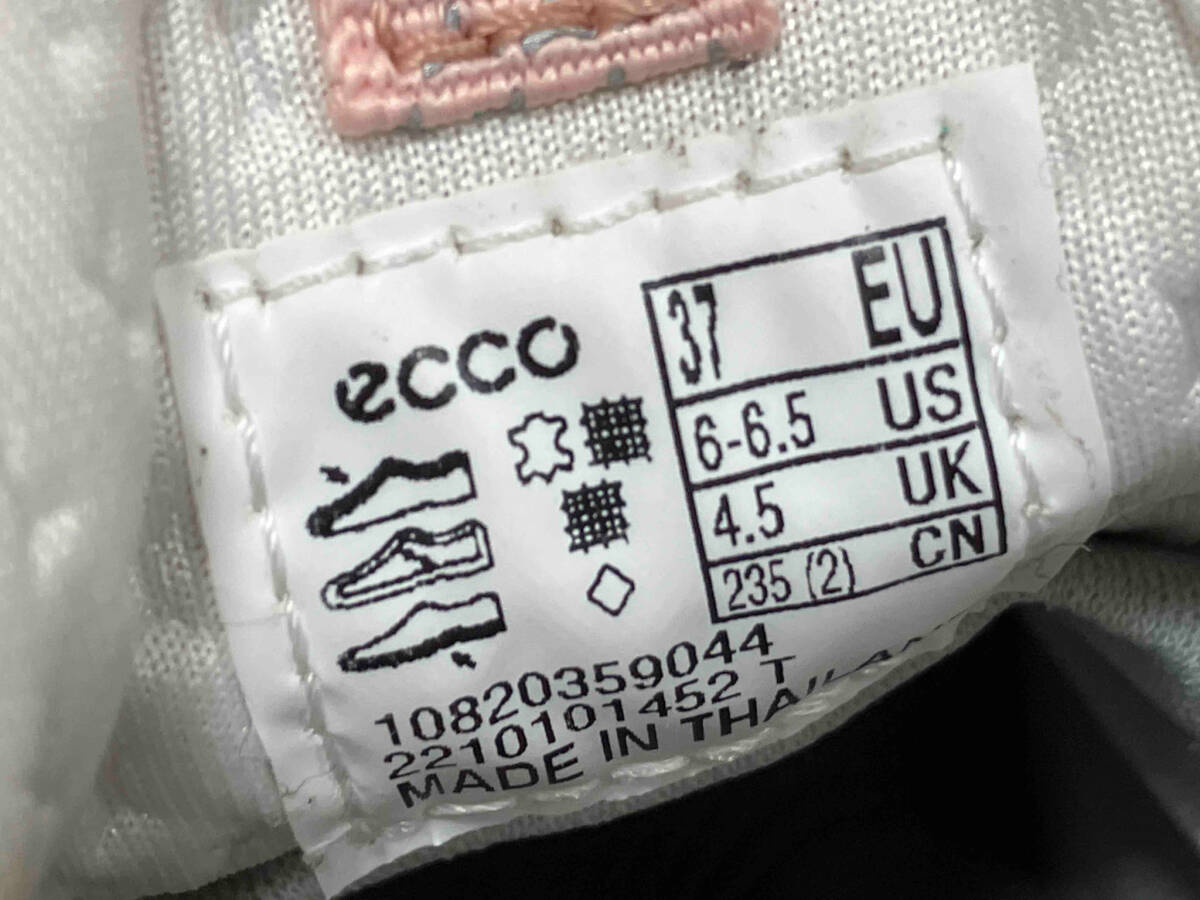 ecco
37 EU
6-6.5 US
4.5 UK
235 (2) CN
10820359044
2210101452 T
MADE IN THAILAND